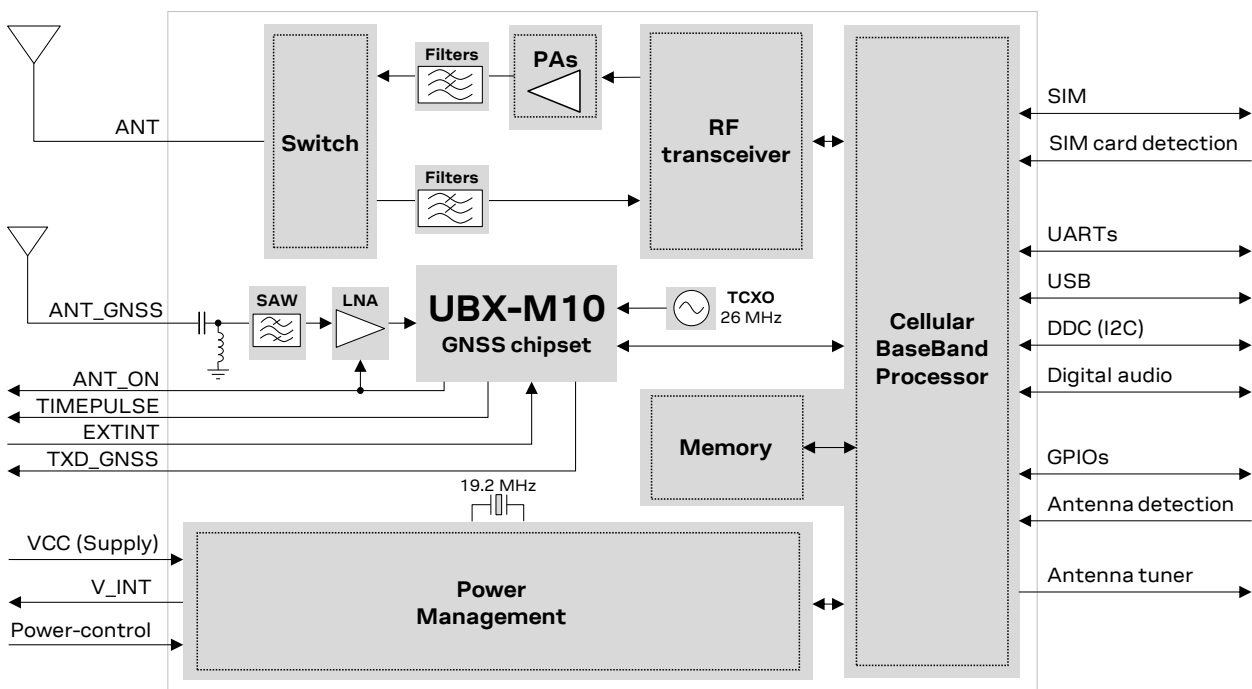 ANT
Switch
Filters
PAs
Filters
RF
transceiver
ANT_GNSS
SAW
LNA
UBX-M10
GNSS chipset
TCXO
26 MHz
ANT_ON
TIMEPULSE
EXTINT
TXD_GNSS
Memory
19.2 MHz
VCC (Supply)
V_INT
Power-control
Power
Management
Cellular
BaseBand
Processor
SIM
SIM card detection
UARTs
USB
DDC (I2C)
Digital audio
GPIOs
Antenna detection
Antenna tuner